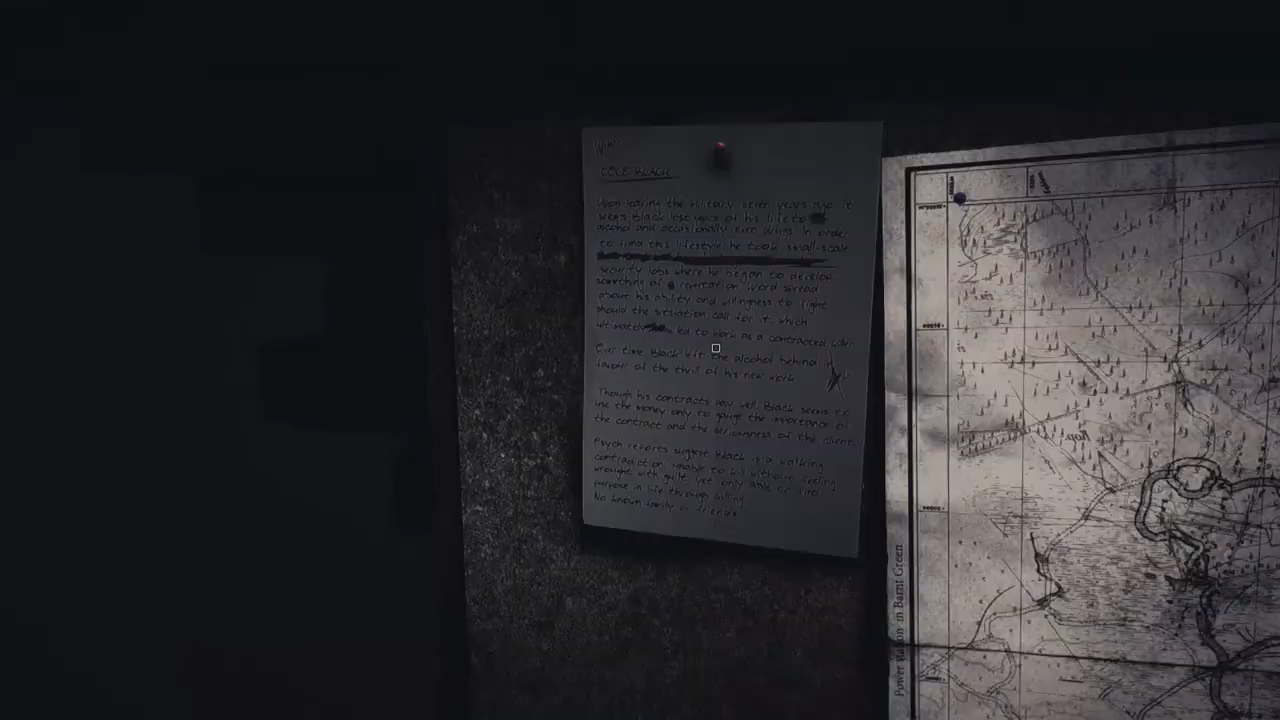 COLE BLACK
Upon leaving the military seven years ago it
seems Black lost years of his life to
alcohol and occasionally even drugs. In order
to fund this lifestyle he took small-scale
security jobs where he began to develop
something of a reputation. Word spread
about his ability and willingness to fight
should the situation call for it, which
ultimately led to work as a contracted killer.
Over time Black left the alcohol behind in
favour of the thrill of his new work.
Though his contracts pay well, Black seems to
use the money only to gauge the importance of
the contract and the seriousness of the client.
Psych reports suggest Black is a walking
contradiction: unable to kill without feeling
wrought with guilt, yet only able to find
purpose in life through killing.
No known family or friends.
Power station in Barnt Green